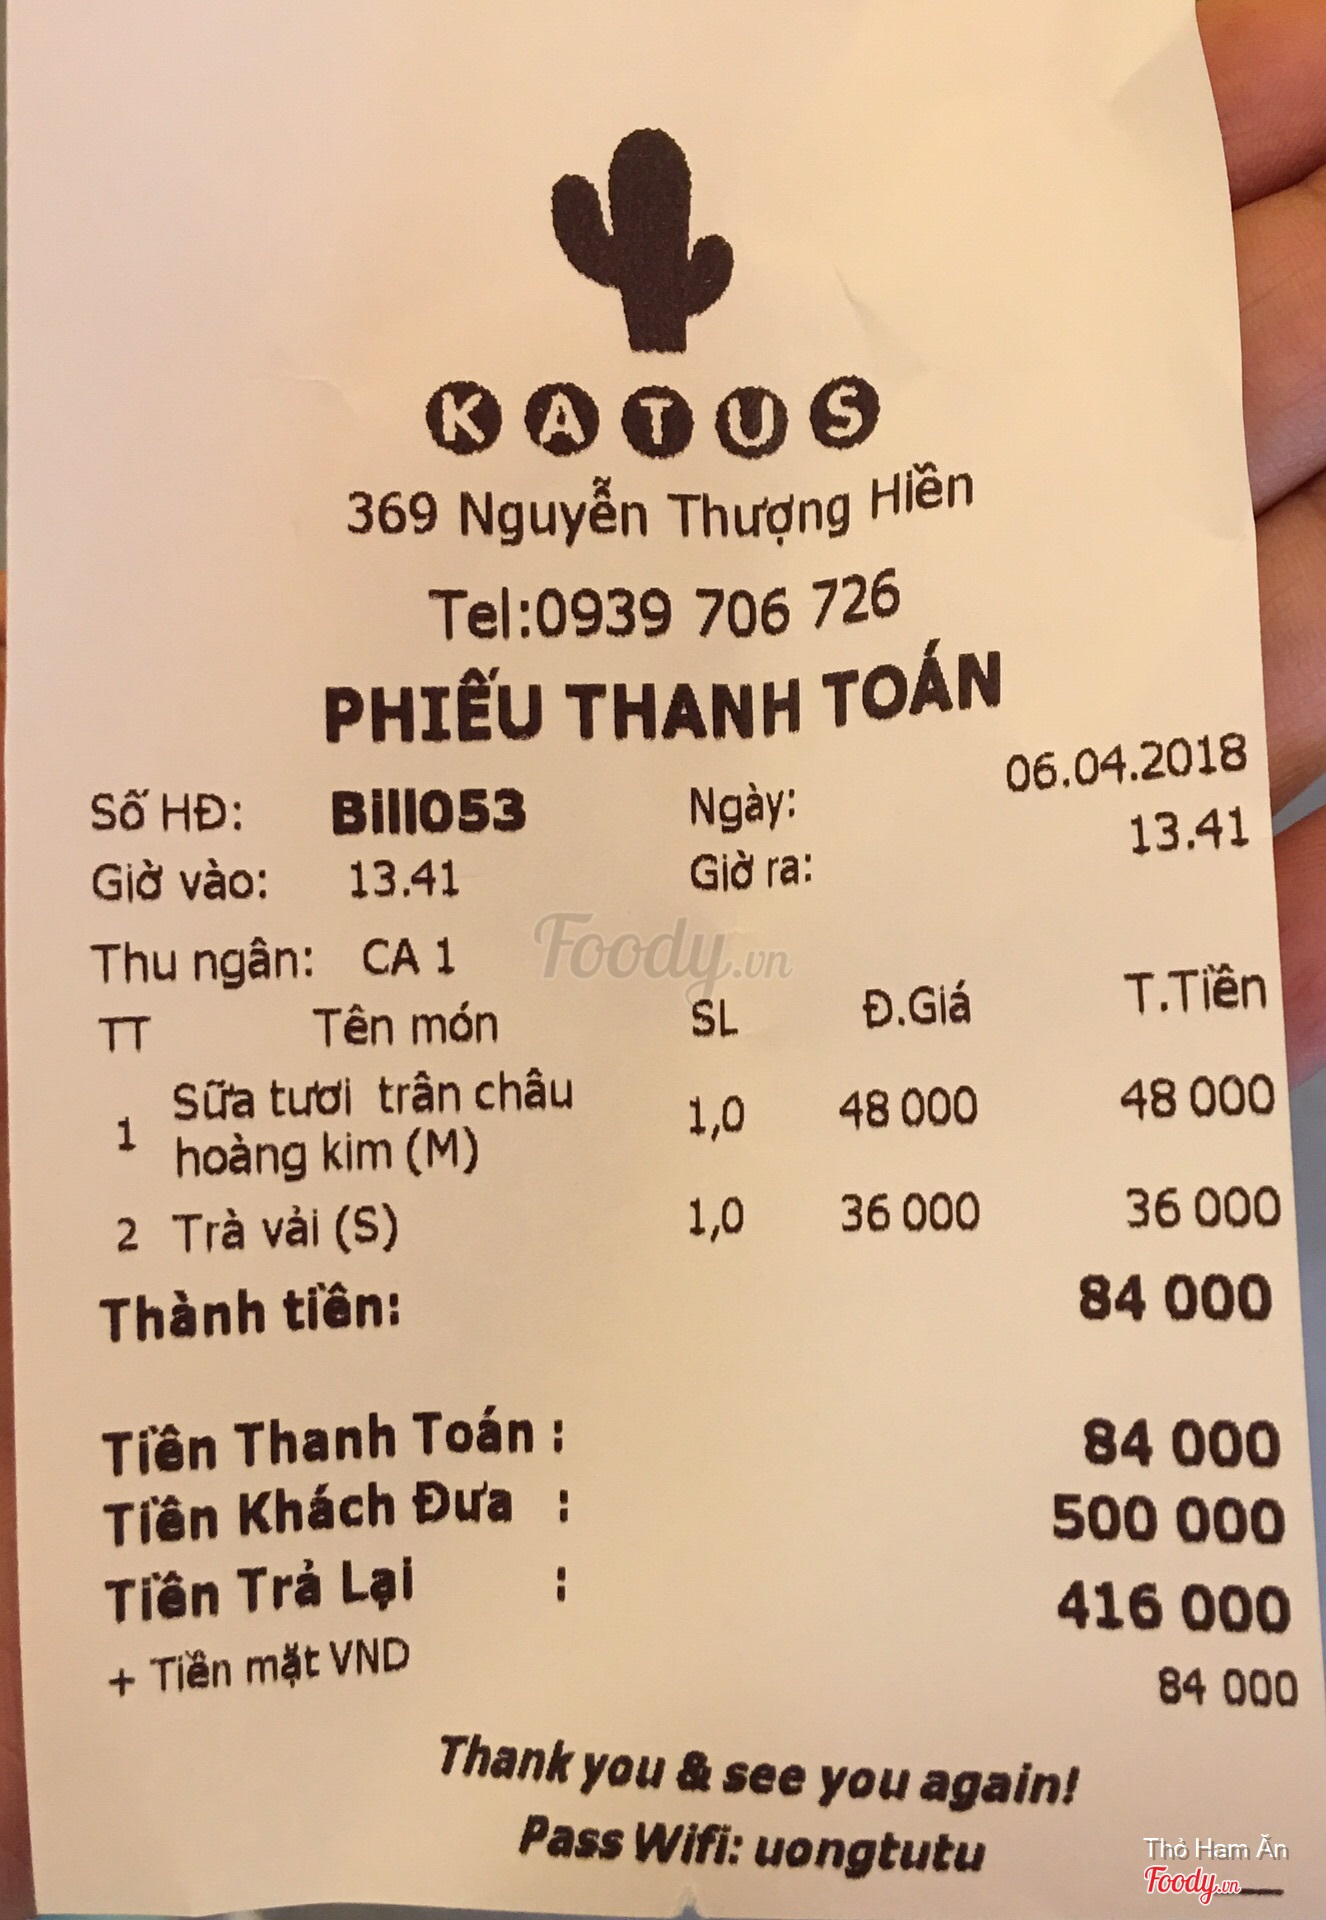 KATUS
369 Nguyễn Thượng Hiền
Tel:0939 706 726
PHIẾU THANH TOÁN
Số HĐ: Bill053 Ngày: 06.04.2018
Giờ vào: 13.41 Giờ ra: 13.41
Thu ngân: CA 1
Foody.vn
TT Tên món SL Đ.Giá T.Tiền
1 Sữa tươi trân châu hoàng kim (M) 1,0 48 000 48 000
2 Trà vải (S) 1,0 36 000 36 000
Thành tiền: 84 000
Tiền Thanh Toán : 84 000
Tiền Khách Đưa : 500 000
Tiền Trả Lại : 416 000
+ Tiền mặt VND 84 000
Thank you & see you again!
Pass Wifi: uongtutu
Thỏ Ham Ăn
Foody.vn